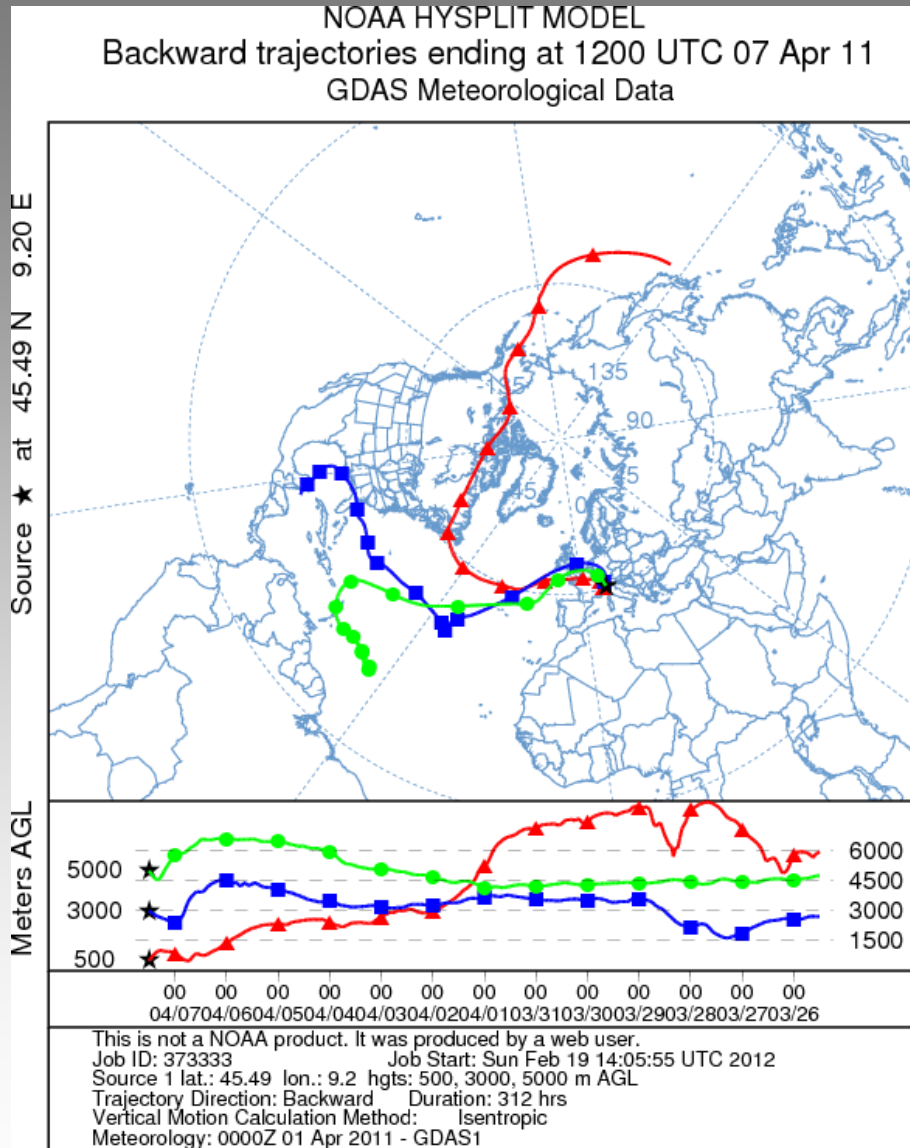 NOAA HYSPLIT MODEL
Backward trajectories ending at 1200 UTC 07 Apr 11
GDAS Meteorological Data
Source ★ at 45.49 N 9.20 E
-135
135
90
45
45
0
Meters AGL
5000
3000
500
6000
4500
3000
1500
00 00 00 00 00 00 00 00 00 00 00 00 00
04/07 04/06 04/05 04/04 04/03 04/02 04/01 03/31 03/30 03/29 03/28 03/27 03/26
This is not a NOAA product. It was produced by a web user.
Job ID: 373333 Job Start: Sun Feb 19 14:05:55 UTC 2012
Source 1 lat.: 45.49 lon.: 9.2 hgts: 500, 3000, 5000 m AGL
Trajectory Direction: Backward Duration: 312 hrs
Vertical Motion Calculation Method: Isentropic
Meteorology: 0000Z 01 Apr 2011 - GDAS1